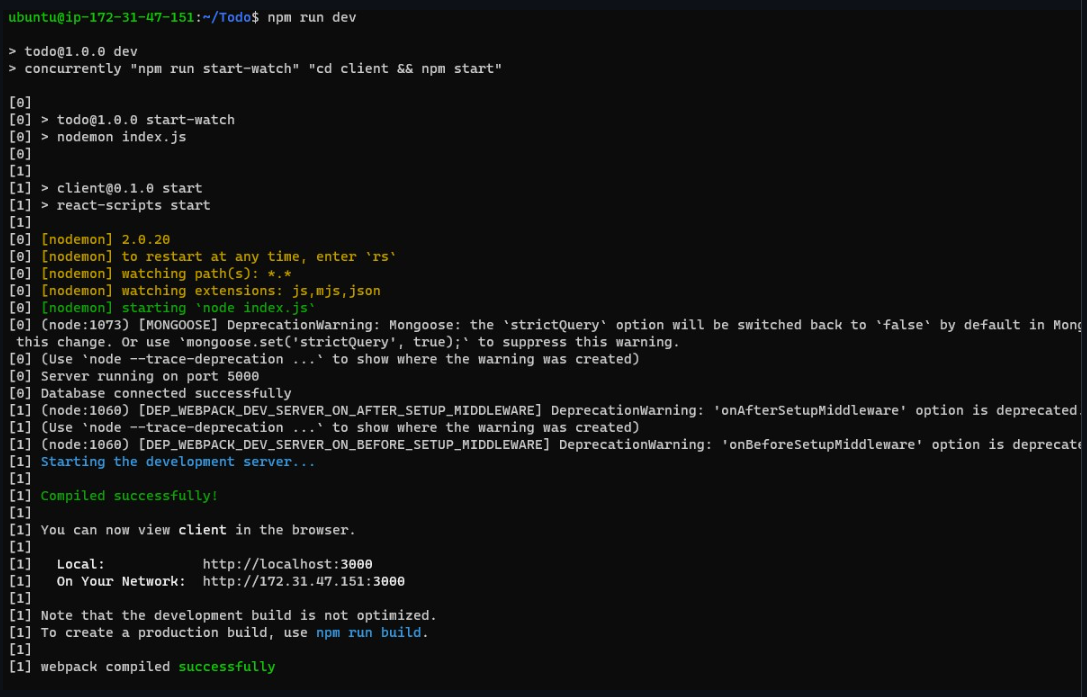 ubuntu@ip-172-31-47-151:~/Todo$ npm run dev
> todo@1.0.0 dev
> concurrently "npm run start-watch" "cd client && npm start"
[0]
[0] > todo@1.0.0 start-watch
[0] > nodemon index.js
[0]
[1]
[1] > client@0.1.0 start
[1] > react-scripts start
[1]
[0] [nodemon] 2.0.20
[0] [nodemon] to restart at any time, enter `rs`
[0] [nodemon] watching path(s): *.*
[0] [nodemon] watching extensions: js,mjs,json
[0] [nodemon] starting `node index.js`
[0] (node:1073) [MONGOOSE] DeprecationWarning: Mongoose: the `strictQuery` option will be switched back to `false` by default in
this change. Or use `mongoose.set('strictQuery', true);` to suppress this warning.
[0] (Use `node --trace-deprecation ...` to show where the warning was created)
[0] Server running on port 5000
[0] Database connected successfully
[1] (node:1060) [DEP_WEBPACK_DEV_SERVER_ON_AFTER_SETUP_MIDDLEWARE] DeprecationWarning: 'onAfterSetupMiddleware' option is deprecated.
[1] (Use `node --trace-deprecation ...` to show where the warning was created)
[1] (node:1060) [DEP_WEBPACK_DEV_SERVER_ON_BEFORE_SETUP_MIDDLEWARE] DeprecationWarning: 'onBeforeSetupMiddleware' option is
[1] Starting the development server...
[1]
[1] Compiled successfully!
[1]
[1] You can now view client in the browser.
[1]
[1] Local: http://localhost:3000
[1] On Your Network: http://172.31.47.151:3000
[1]
[1] Note that the development build is not optimized.
[1] To create a production build, use npm run build.
[1]
[1] webpack compiled successfully